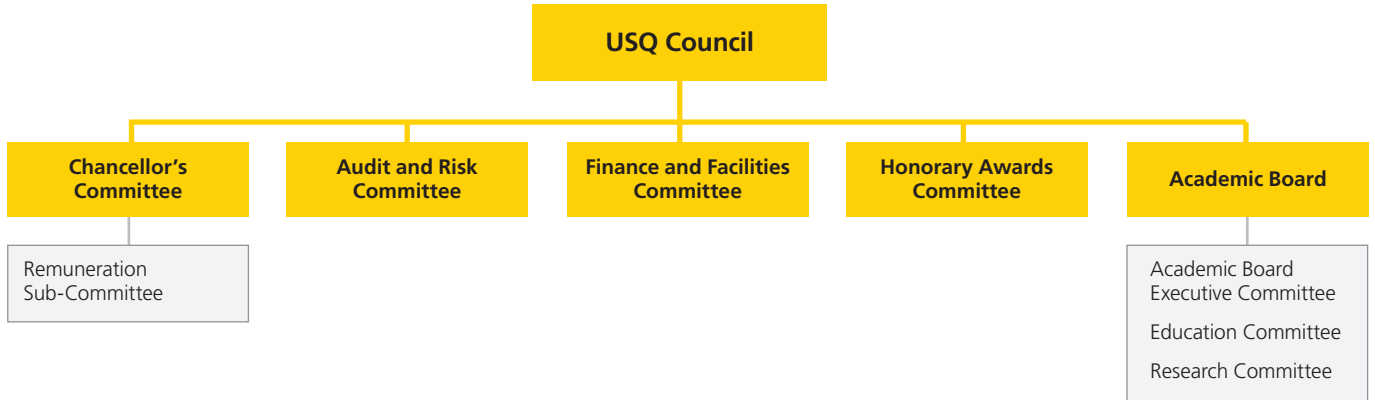 USQ Council
Chancellor's
Committee
Audit and Risk
Committee
Finance and Facilities
Committee
Honorary Awards
Committee
Academic Board
Remuneration
Sub-Committee
Academic Board
Executive Committee
Education Committee
Research Committee